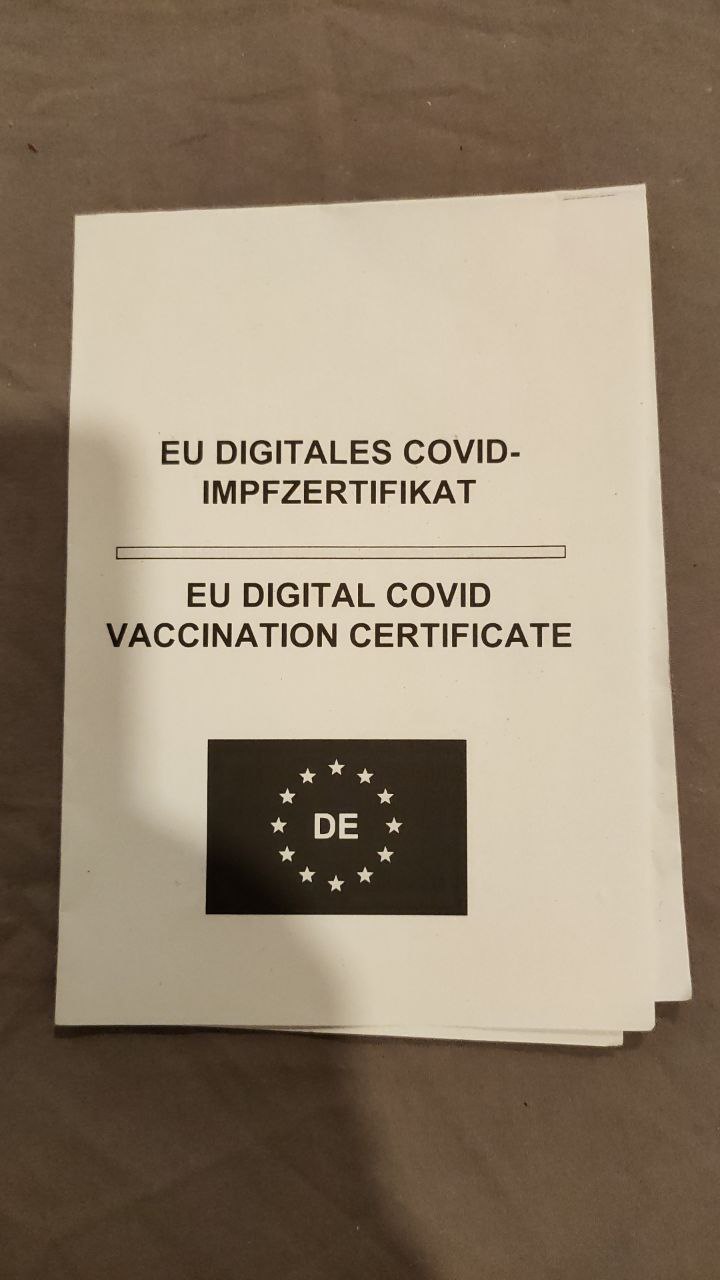 EU DIGITALES COVID-
IMPFZERTIFIKAT
EU DIGITAL COVID
VACCINATION CERTIFICATE
DE